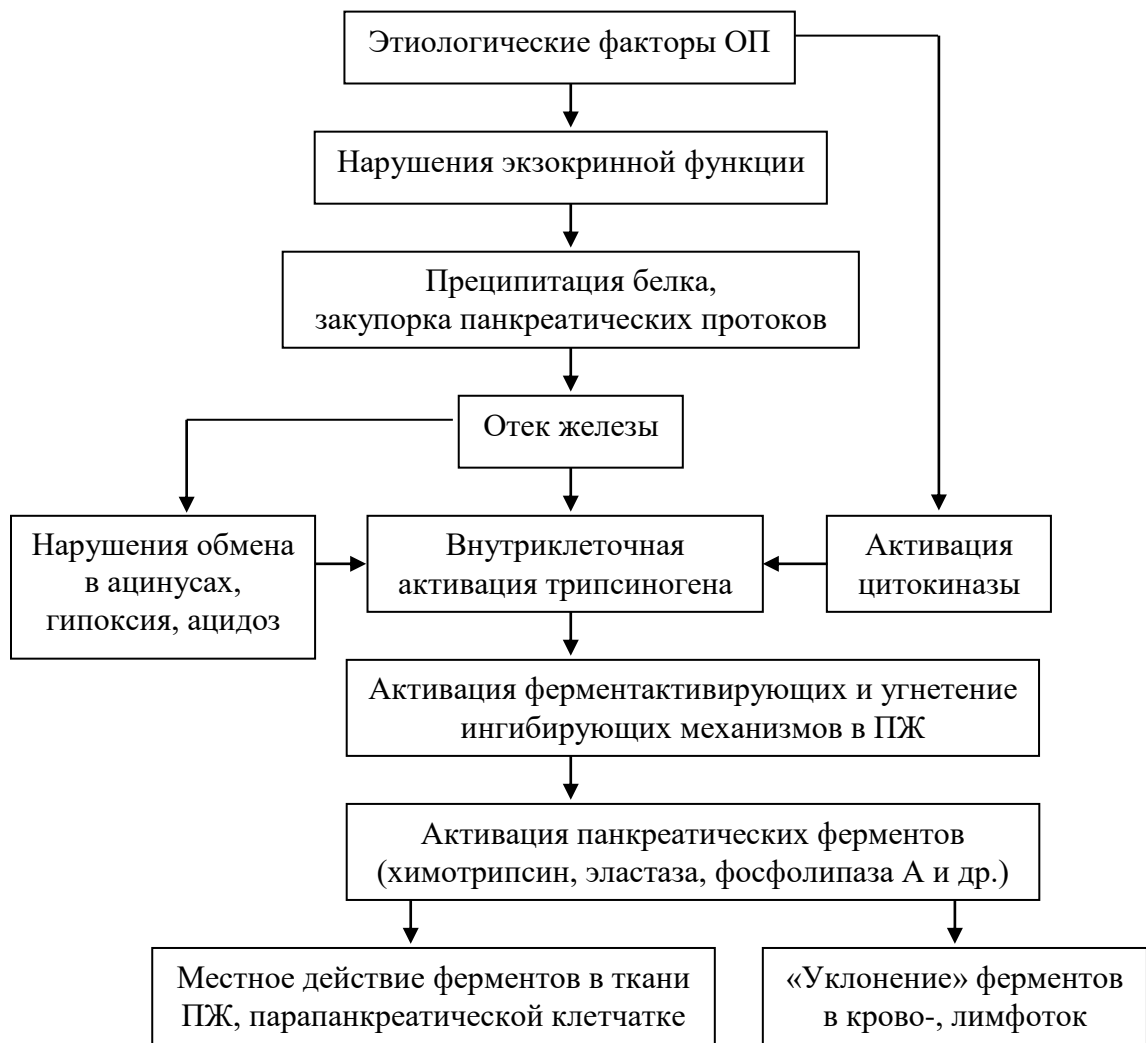 Этиологические факторы ОП
Нарушения экзокринной функции
Преципитация белка,
закупорка панкреатических протоков
Отек железы
Нарушения обмена
в ацинусах,
гипоксия, ацидоз
Внутриклеточная
активация трипсиногена
Активация
цитокиназы
Активация ферментактивирующих и угнетение
ингибирующих механизмов в ПЖ
Активация панкреатических ферментов
(химотрипсин, эластаза, фосфолипаза А и др.)
Местное действие ферментов в ткани
ПЖ, парапанкреатической клетчатке
«Уклонение» ферментов
в крово-, лимфоток